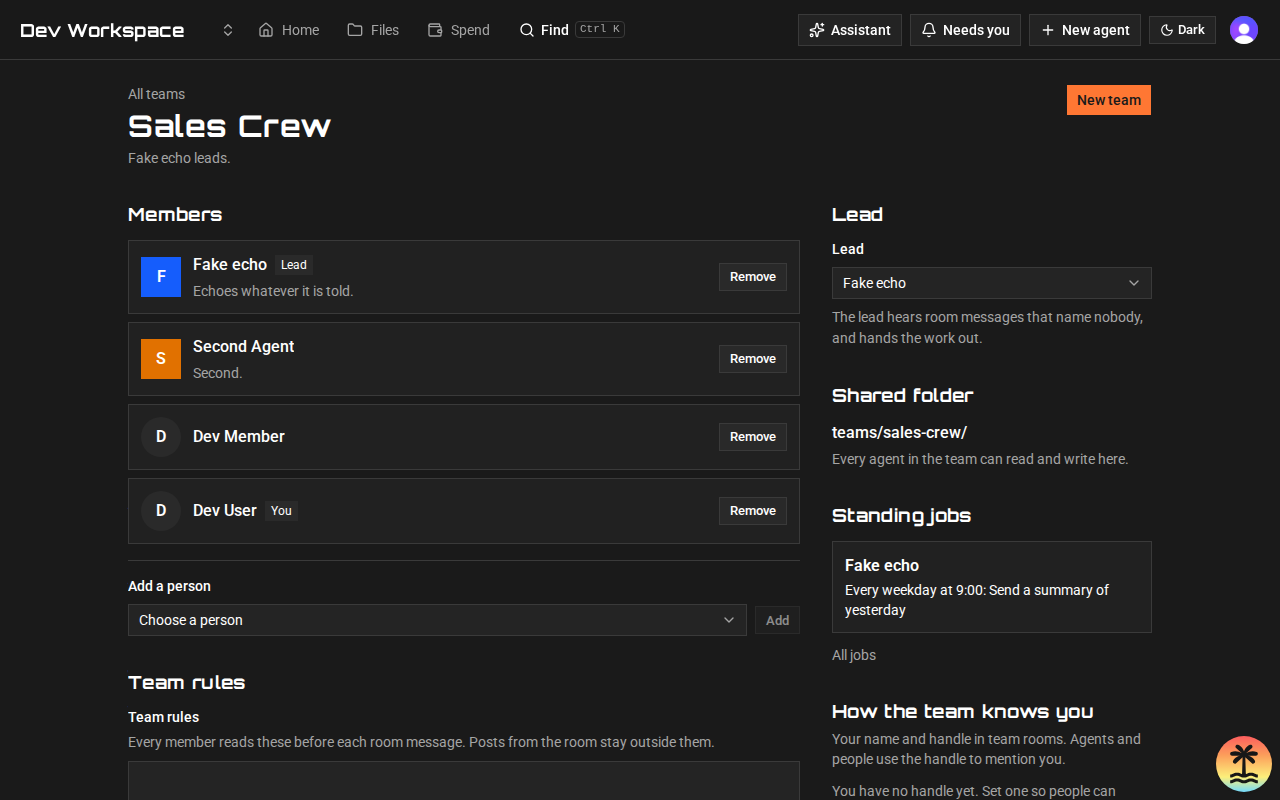 Dev Workspace
Home
Files
Spend
Find
Ctrl K
Assistant
Needs you
New agent
Dark
All teams
Sales Crew
Fake echo leads.
New team
Members
F
Fake echo
Lead
Echoes whatever it is told.
Remove
S
Second Agent
Second.
Remove
D
Dev Member
Remove
D
Dev User
You
Remove
Add a person
Choose a person
Add
Team rules
Team rules
Every member reads these before each room message. Posts from the room stay outside them.
Lead
Lead
Fake echo
The lead hears room messages that name nobody,
and hands the work out.
Shared folder
teams/sales-crew/
Every agent in the team can read and write here.
Standing jobs
Fake echo
Every weekday at 9:00: Send a summary of
yesterday
All jobs
How the team knows you
Your name and handle in team rooms. Agents and
people use the handle to mention you.
You have no handle yet. Set one so people can